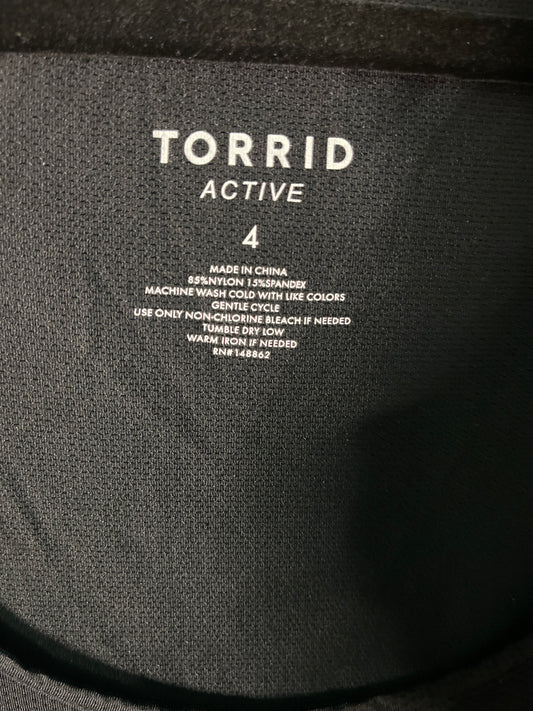 TORRID
ACTIVE
4
MADE IN CHINA
85%NYLON 15%SPANDEX
MACHINE WASH COLD WITH LIKE COLORS
GENTLE CYCLE
USE ONLY NON-CHLORINE BLEACH IF NEEDED
TUMBLE DRY LOW
WARM IRON IF NEEDED
RN#148862